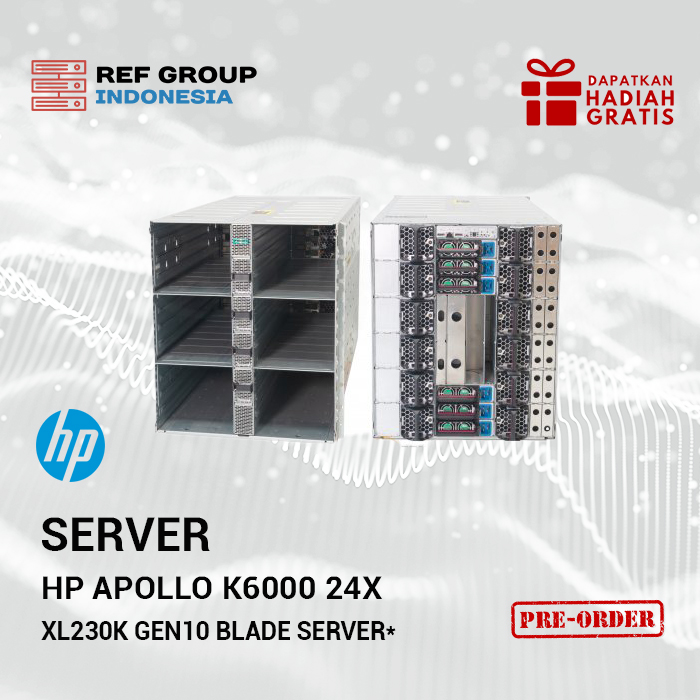 REF GROUP
INDONESIA
DAPATKAN
HADIAH
GRATIS
hp
SERVER
HP APOLLO K6000 24X
XL230K GEN10 BLADE SERVER*
PRE-ORDER